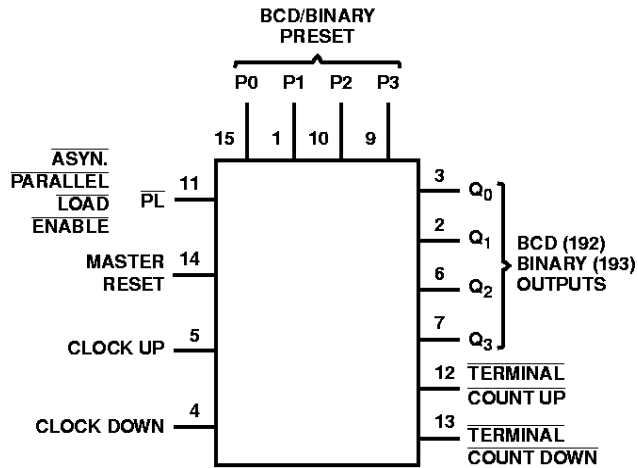 BCD/BINARY
PRESET
P0 P1 P2 P3
15 1 10 9
ASYN.
PARALLEL
LOAD
ENABLE
PL
11
MASTER
RESET
14
CLOCK UP
5
CLOCK DOWN
4
3 Q0
2 Q1
6 Q2
7 Q3
BCD (192)
BINARY (193)
OUTPUTS
12 TERMINAL
COUNT UP
13 TERMINAL
COUNT DOWN